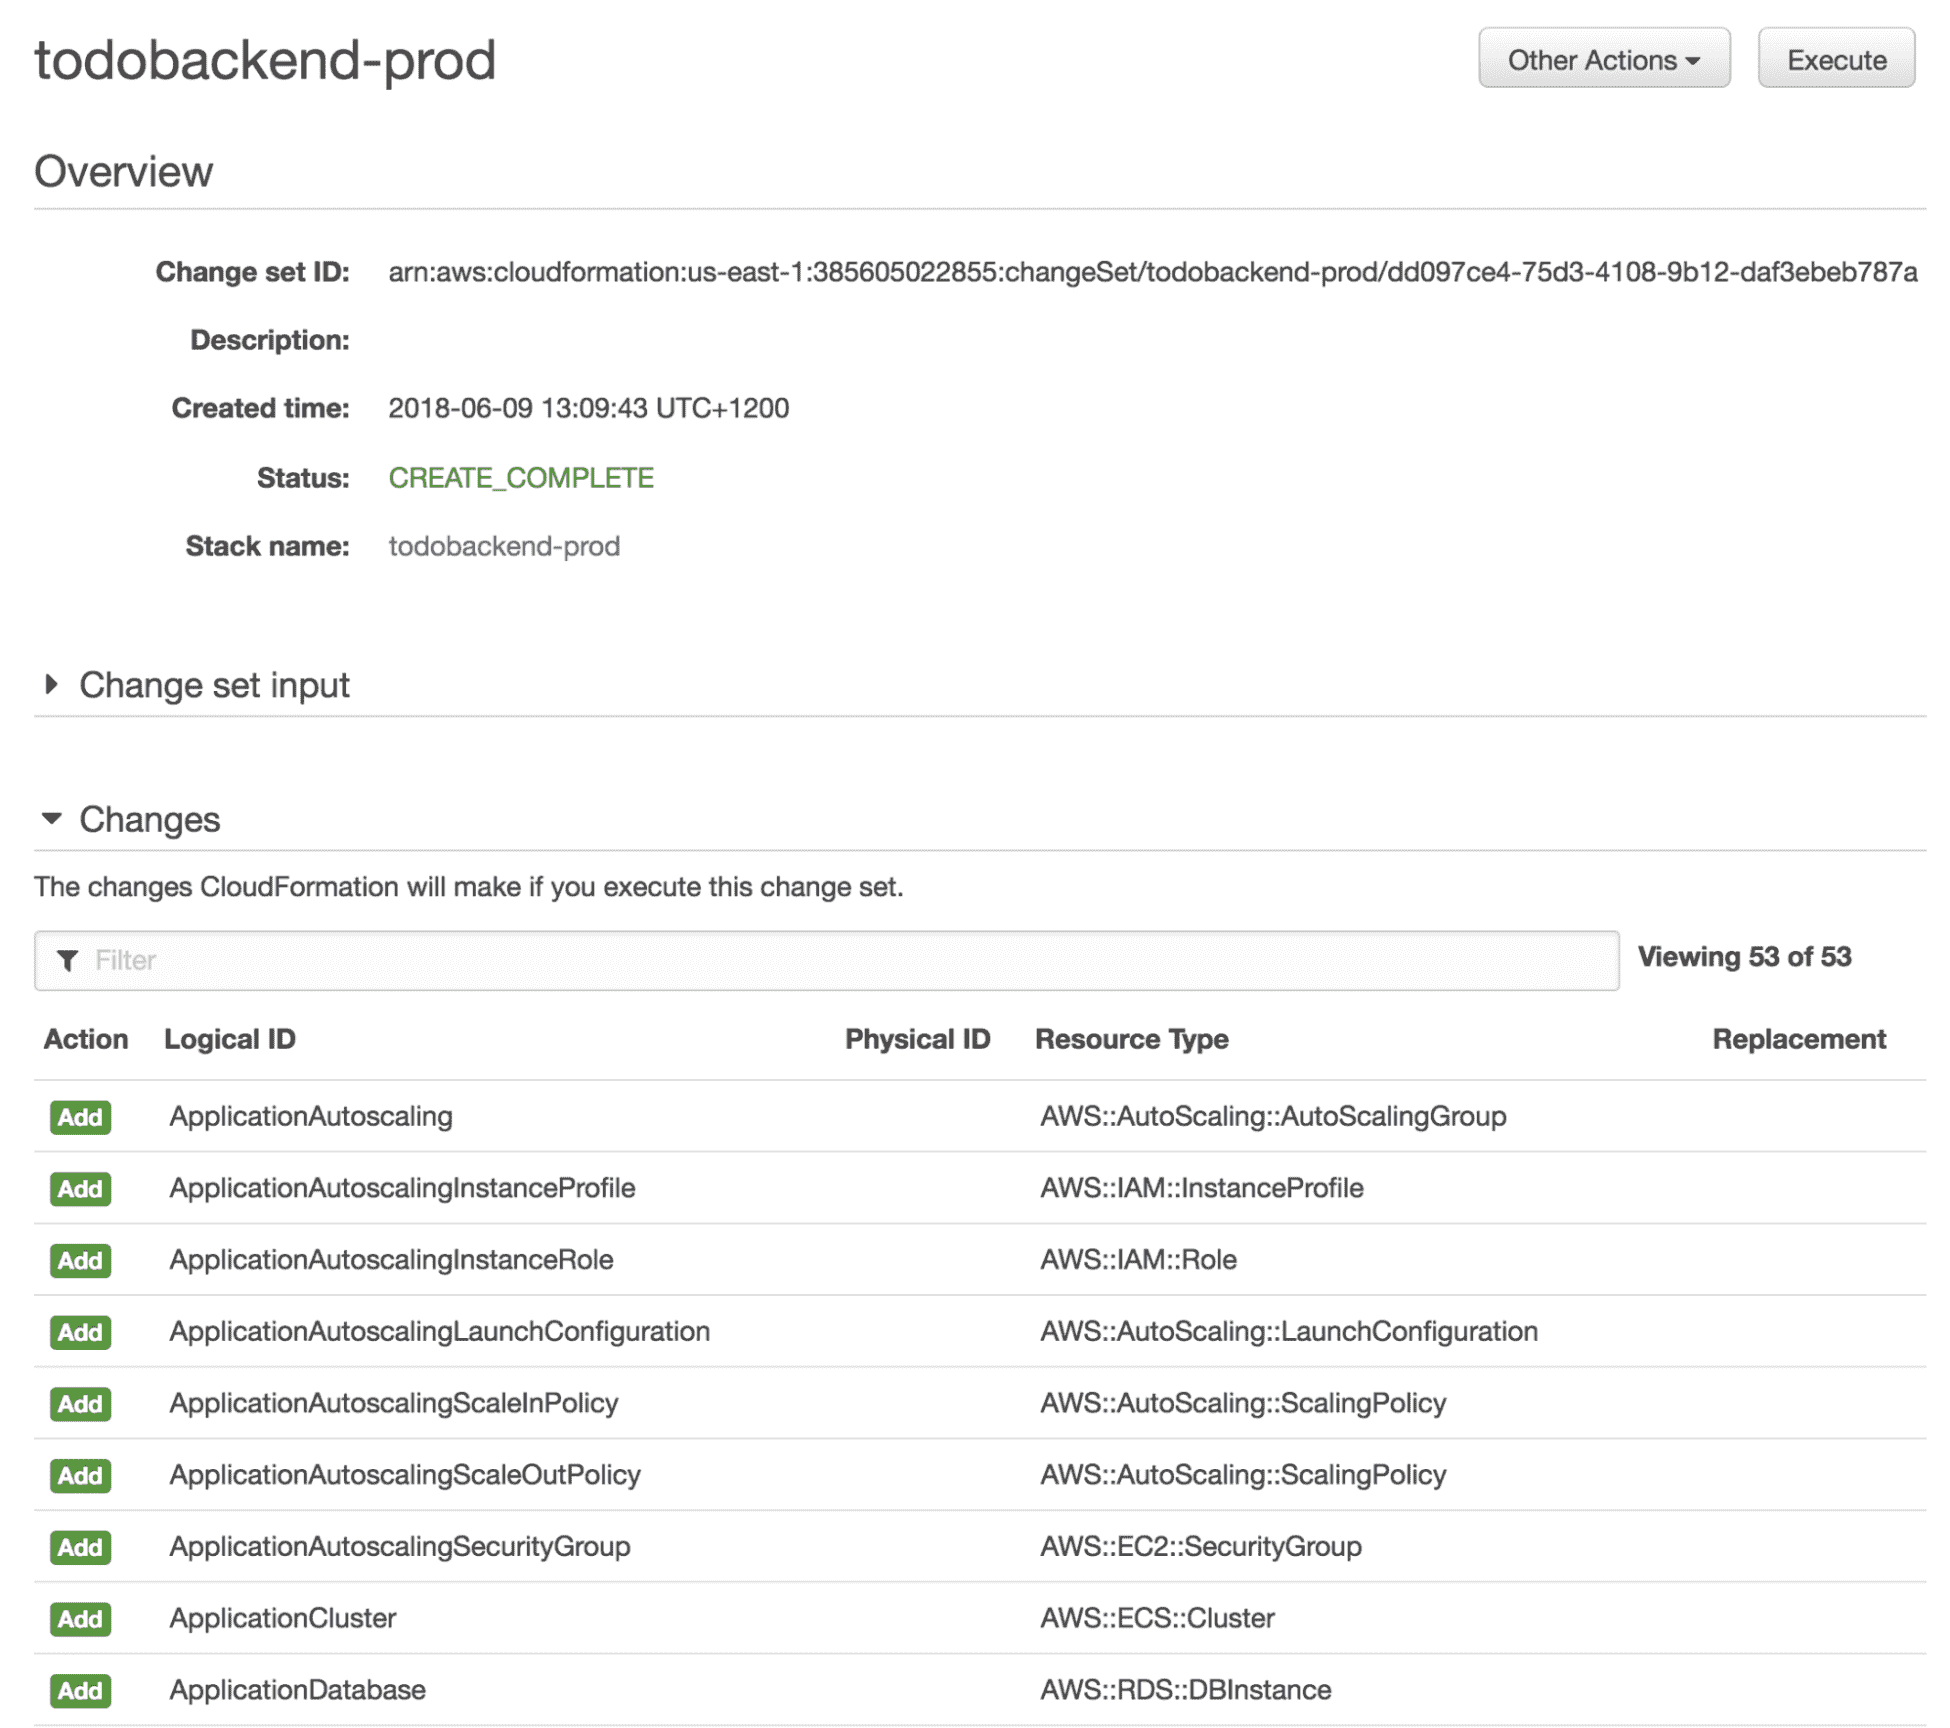 todobackend-prod
Other Actions
Execute
Overview
Change set ID: arn:aws:cloudformation:us-east-1:385605022855:changeSet/todobackend-prod/dd097ce4-75d3-4108-9b12-daf3ebeb787a
Description:
Created time: 2018-06-09 13:09:43 UTC+1200
Status: CREATE_COMPLETE
Stack name: todobackend-prod
Change set input
Changes
The changes CloudFormation will make if you execute this change set.
Filter
Viewing 53 of 53
Action Logical ID Physical ID Resource Type Replacement
Add ApplicationAutoscaling AWS::AutoScaling::AutoScalingGroup
Add ApplicationAutoscalingInstanceProfile AWS::IAM::InstanceProfile
Add ApplicationAutoscalingInstanceRole AWS::IAM::Role
Add ApplicationAutoscalingLaunchConfiguration AWS::AutoScaling::LaunchConfiguration
Add ApplicationAutoscalingScaleInPolicy AWS::AutoScaling::ScalingPolicy
Add ApplicationAutoscalingScaleOutPolicy AWS::AutoScaling::ScalingPolicy
Add ApplicationAutoscalingSecurityGroup AWS::EC2::SecurityGroup
Add ApplicationCluster AWS::ECS::Cluster
Add ApplicationDatabase AWS::RDS::DBInstance